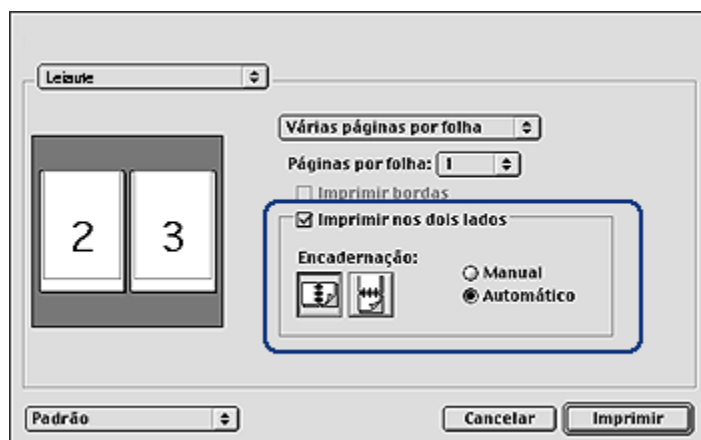 Leiaute
Várias páginas por folha
Páginas por folha: 1
Imprimir bordas
Imprimir nos dois lados
2 3
Encadernação:
Manual
Automático
Padrão
Cancelar Imprimir